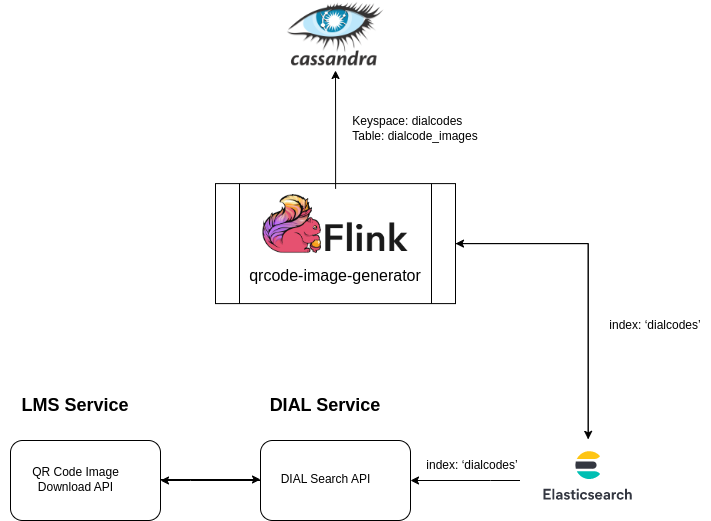 cassandra
Keyspace: dialcodes
Table: dialcode_images
Flink
qrcode-image-generator
index: ‘dialcodes’
LMS Service
DIAL Service
QR Code Image
Download API
DIAL Search API
index: ‘dialcodes’
Elasticsearch